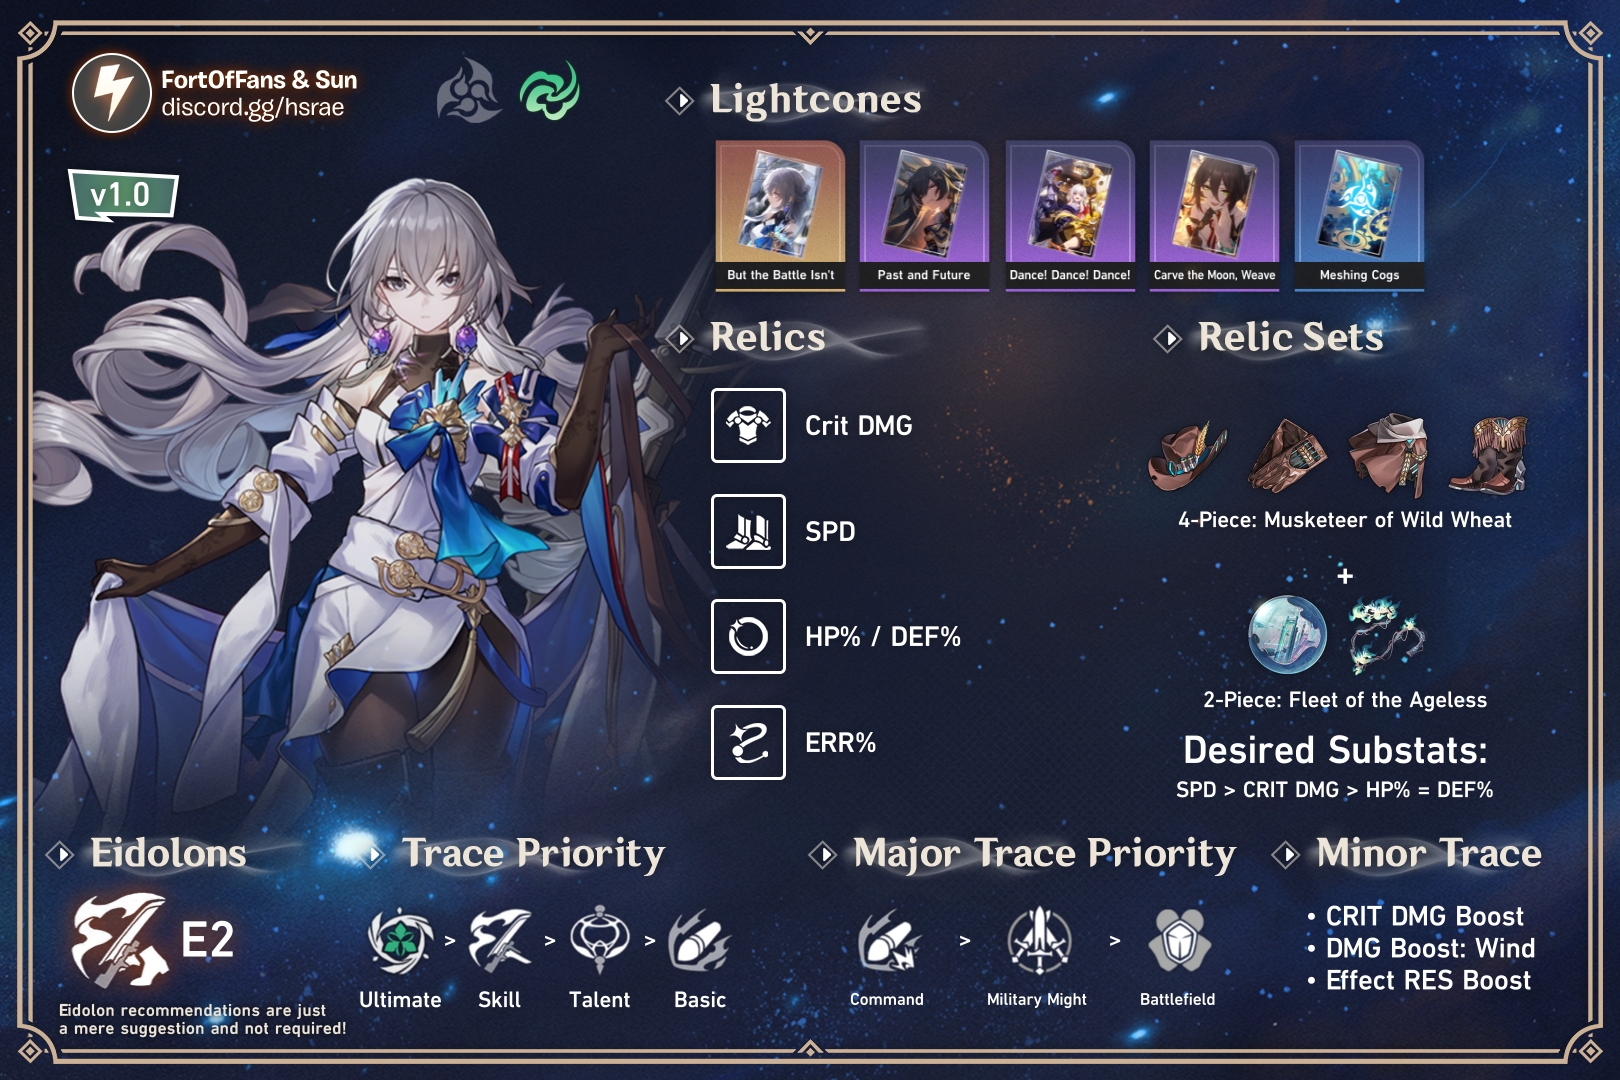 FortOfFans & Sun
discord.gg/hsrae
v1.0
Lightcones
But the Battle Isn't
Past and Future
Dance! Dance! Dance!
Carve the Moon, Weave
Meshing Cogs
Relics
Crit DMG
SPD
HP% / DEF%
ERR%
Relic Sets
4-Piece: Musketeer of Wild Wheat
+
2-Piece: Fleet of the Ageless
Desired Substats:
SPD > CRIT DMG > HP% = DEF%
Eidolons
E2
Eidolon recommendations are just
a mere suggestion and not required!
Trace Priority
Ultimate > Skill > Talent > Basic
Major Trace Priority
Command > Military Might > Battlefield
Minor Trace
• CRIT DMG Boost
• DMG Boost: Wind
• Effect RES Boost